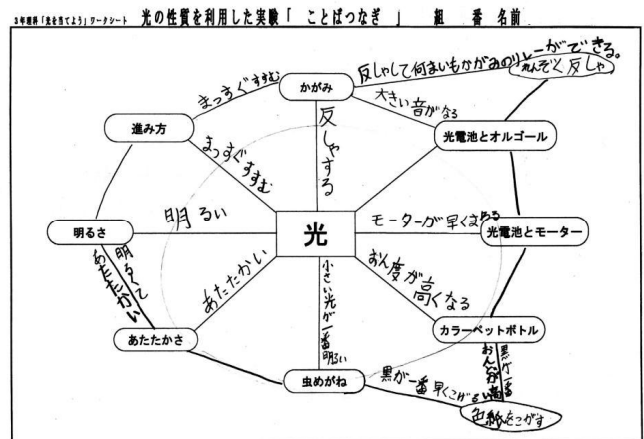 3年理科「光を当てよう」ワークシート 光の性質を利用した実験「 ことばつなぎ 」 組 番 名前
反しゃして何まいもかがみのリレーができる。
れんぞく反しゃ
かがみ
まっすぐすすむ
大きい音がなる
進み方
反しゃする
光電池とオルゴール
まっすぐすすむ
明るさ
明るい
光
モーターが早くまわる
光電池とモーター
明るくてあたたかい
あたたかい
小さい光が一番明るい
おん度が高くなる
あたたかさ
カラーペットボトル
虫めがね
黒が一番早くこげる
黒が一番
色紙をこがす